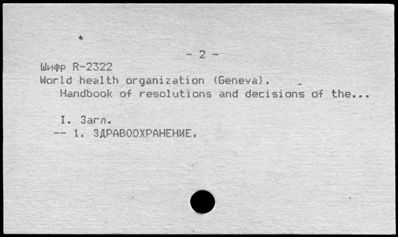 - 2 -
Шифр R-2322
World health organization (Geneva).
Handbook of resolutions and decisions of the...
I. Загл.
-- 1. ЗДРАВООХРАНЕНИЕ.